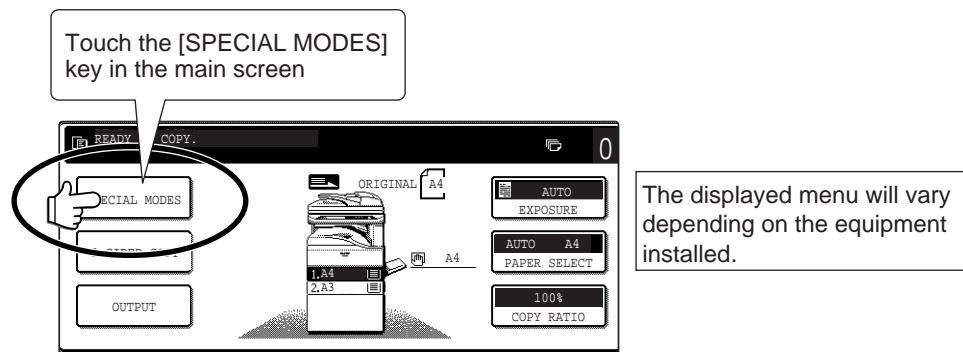 Touch the [SPECIAL MODES]
key in the main screen
READY COPY.
0
ECIAL MODES
ORIGINAL A4
AUTO
EXPOSURE
A4
AUTO A4
PAPER SELECT
1.A4
2.A3
OUTPUT
100%
COPY RATIO
The displayed menu will vary
depending on the equipment
installed.